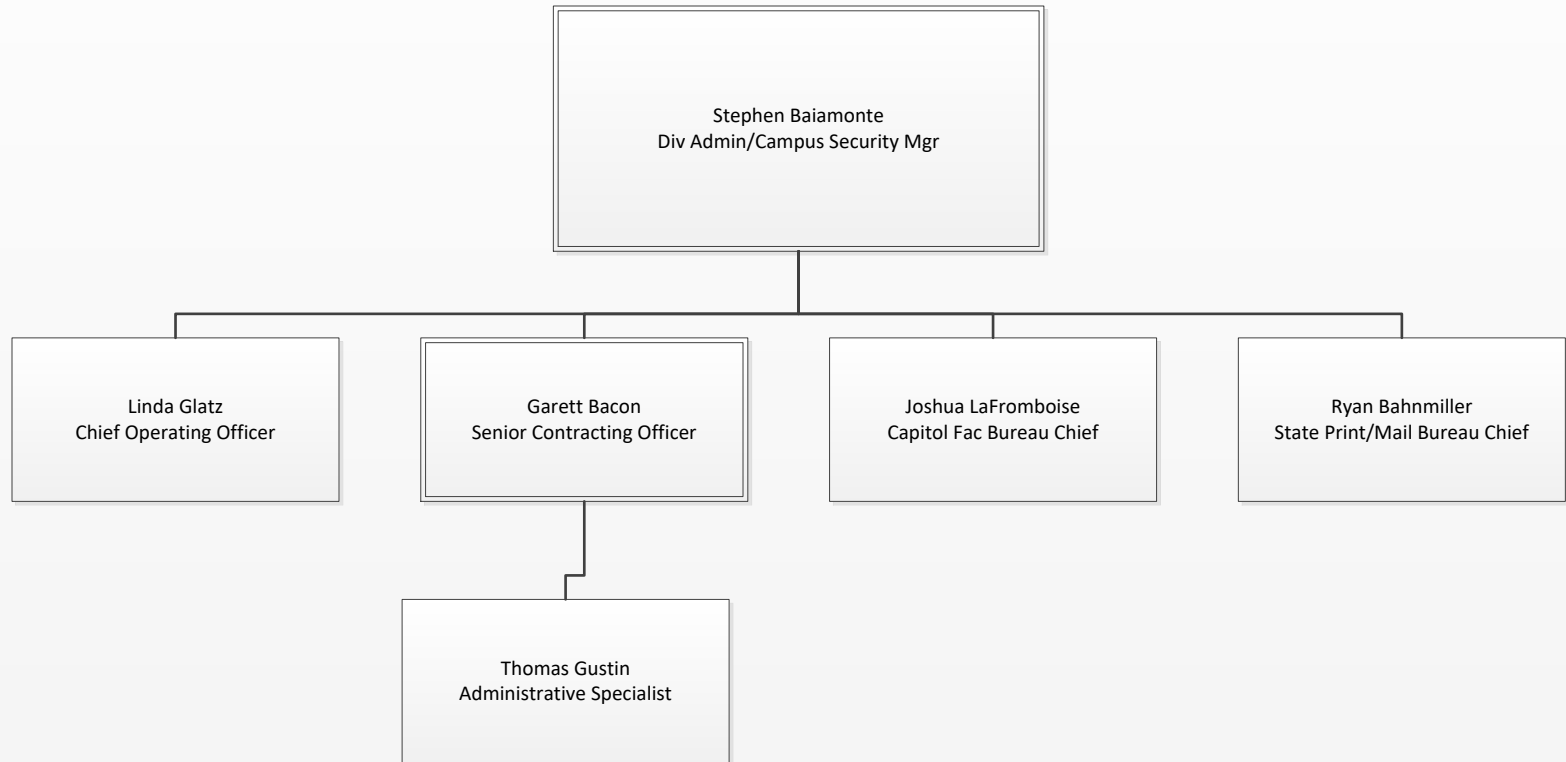 Stephen Baiamonte
Div Admin/Campus Security Mgr
Linda Glatz
Chief Operating Officer
Garett Bacon
Senior Contracting Officer
Joshua LaFromboise
Capitol Fac Bureau Chief
Ryan Bahnmiller
State Print/Mail Bureau Chief
Thomas Gustin
Administrative Specialist